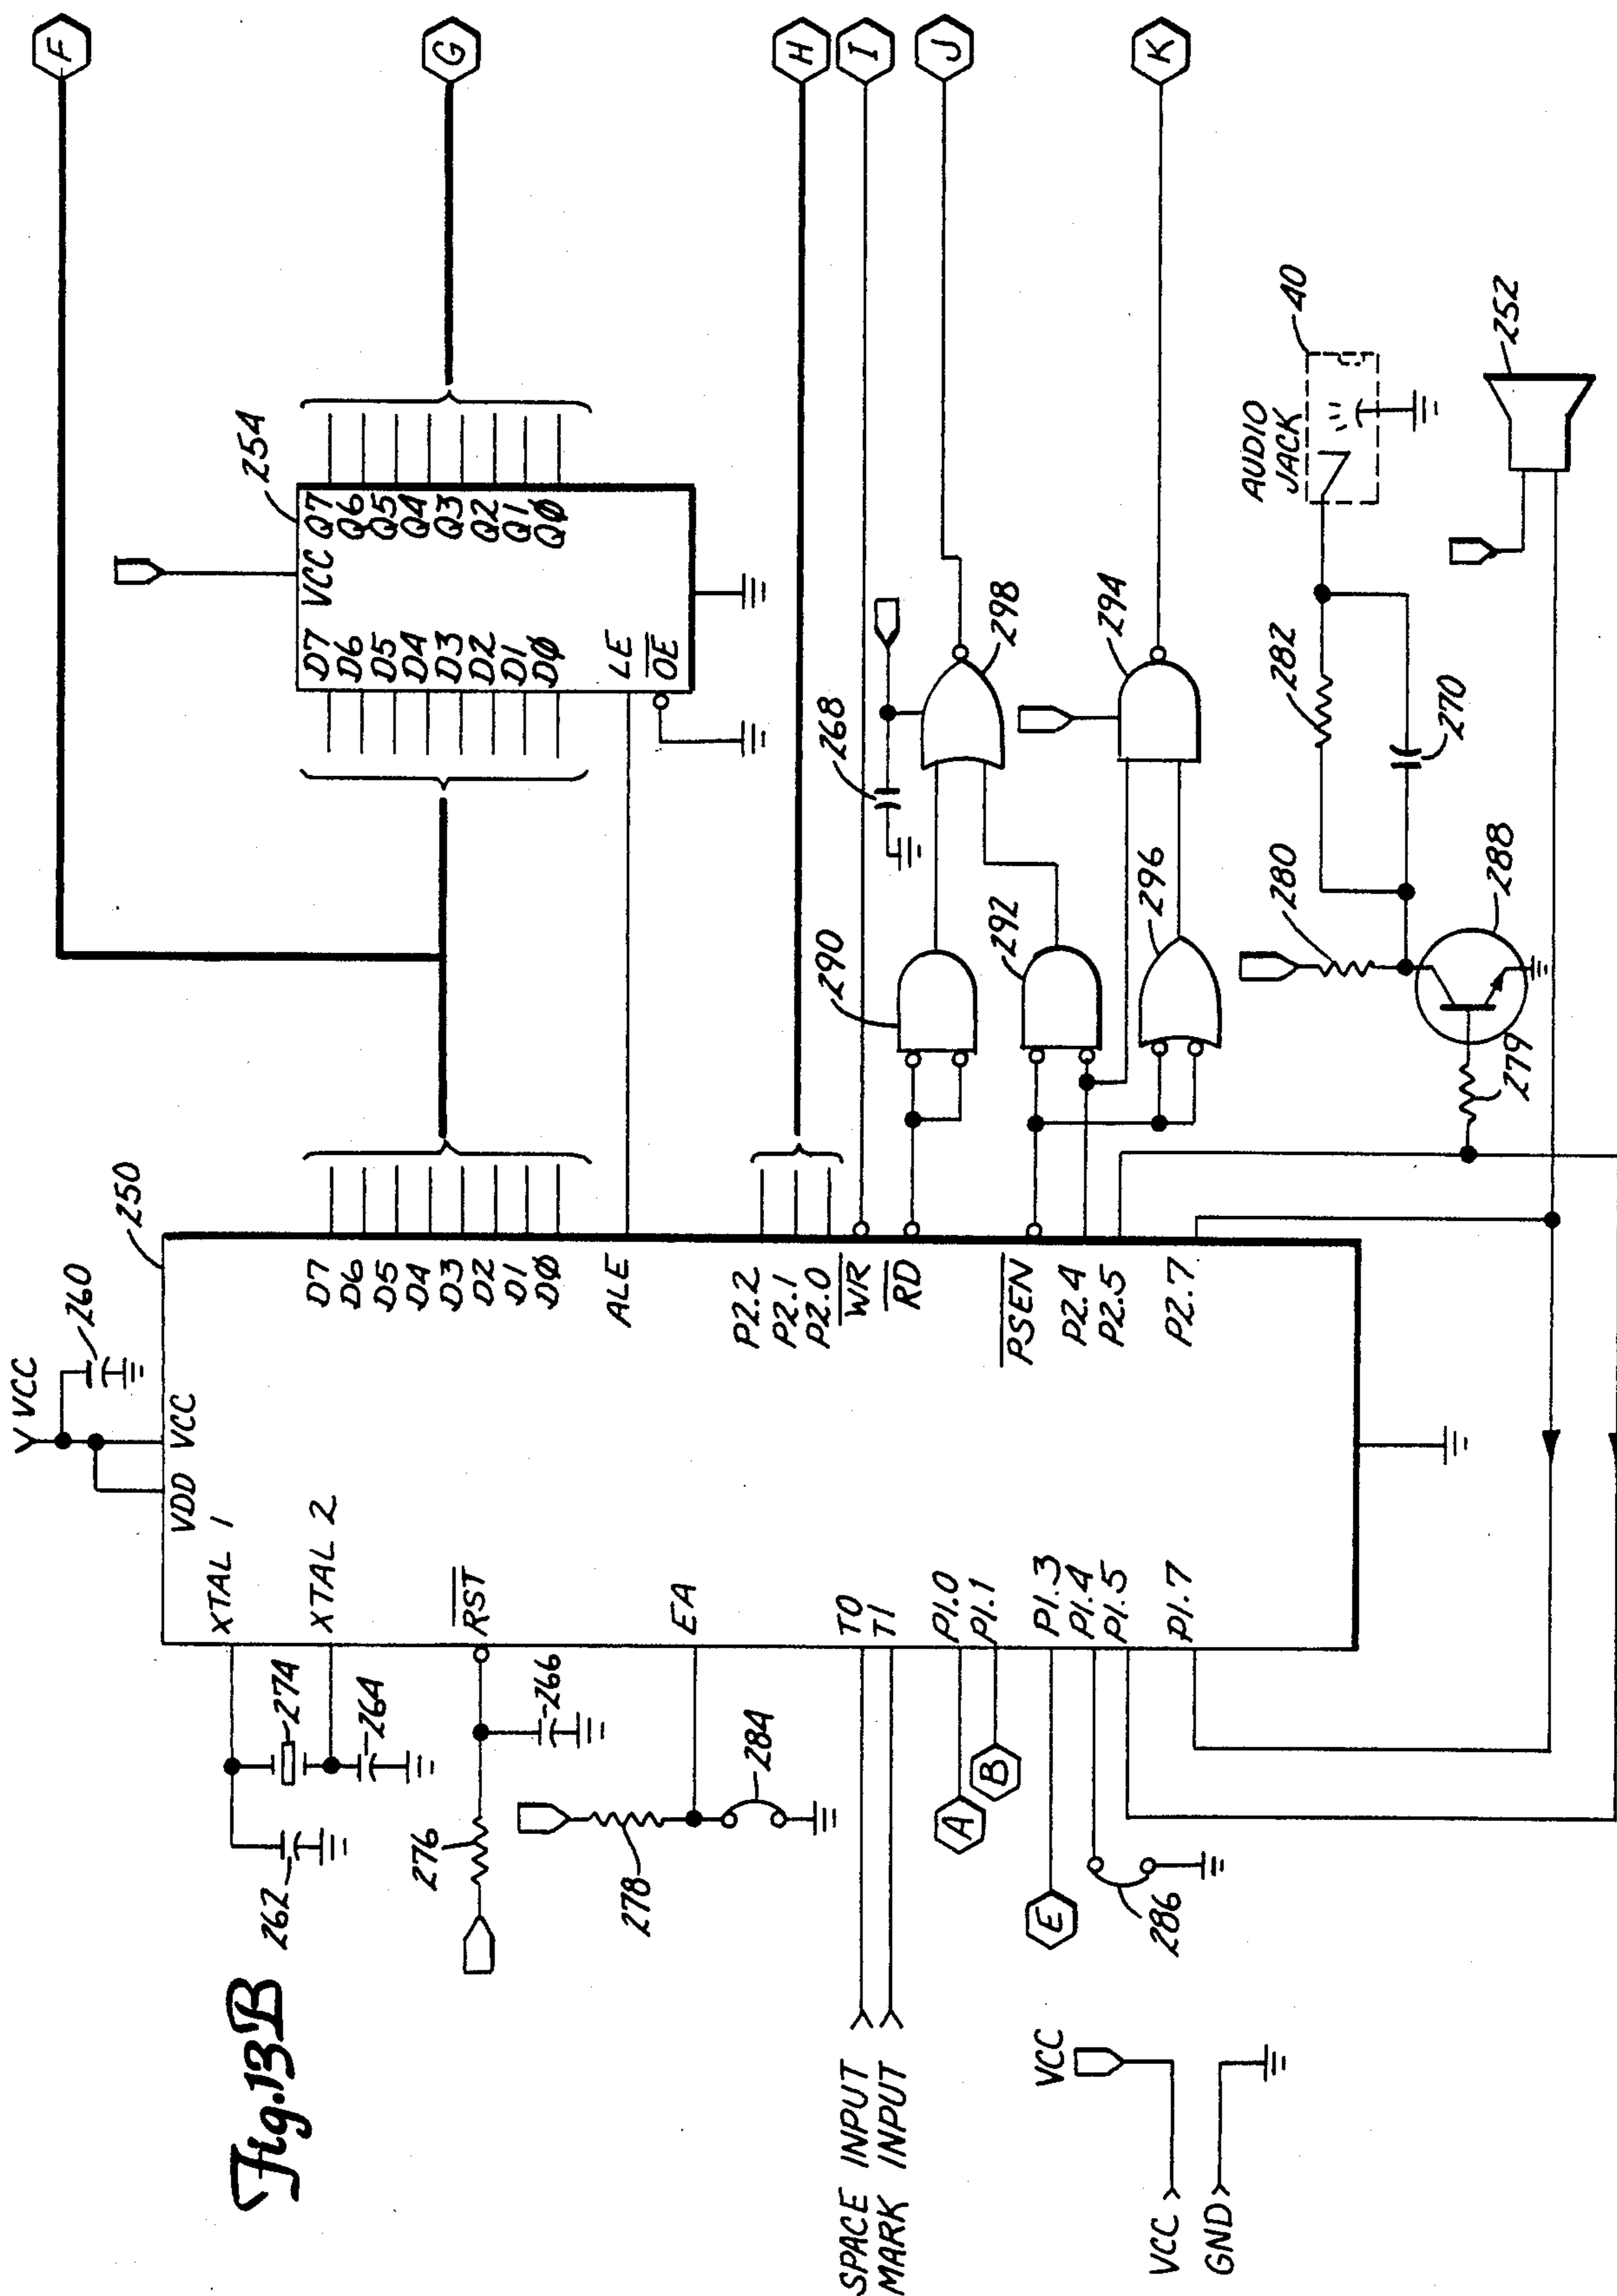 Fig.13B
VCC
260
250
VDD VCC
XTAL 1
XTAL 2
RST
EA
T0
T1
P1.0
P1.1
P1.3
P1.4
P1.5
P1.7
D7
D6
D5
D4
D3
D2
D1
DØ
ALE
P2.2
P2.1
P2.0
WR
RD
PSEN
P2.4
P2.5
P2.7
262
274
264
276
266
278
284
A
B
E
286
SPACE INPUT
MARK INPUT
VCC
VCC
GND
254
VCC
D7
D6
D5
D4
D3
D2
D1
DØ
LE
OE
Q7
Q6
Q5
Q4
Q3
Q2
Q1
QØ
F
G
H
I
J
K
268
290
292
296
298
294
280
282
270
288
279
AUDIO
JACK
40
252